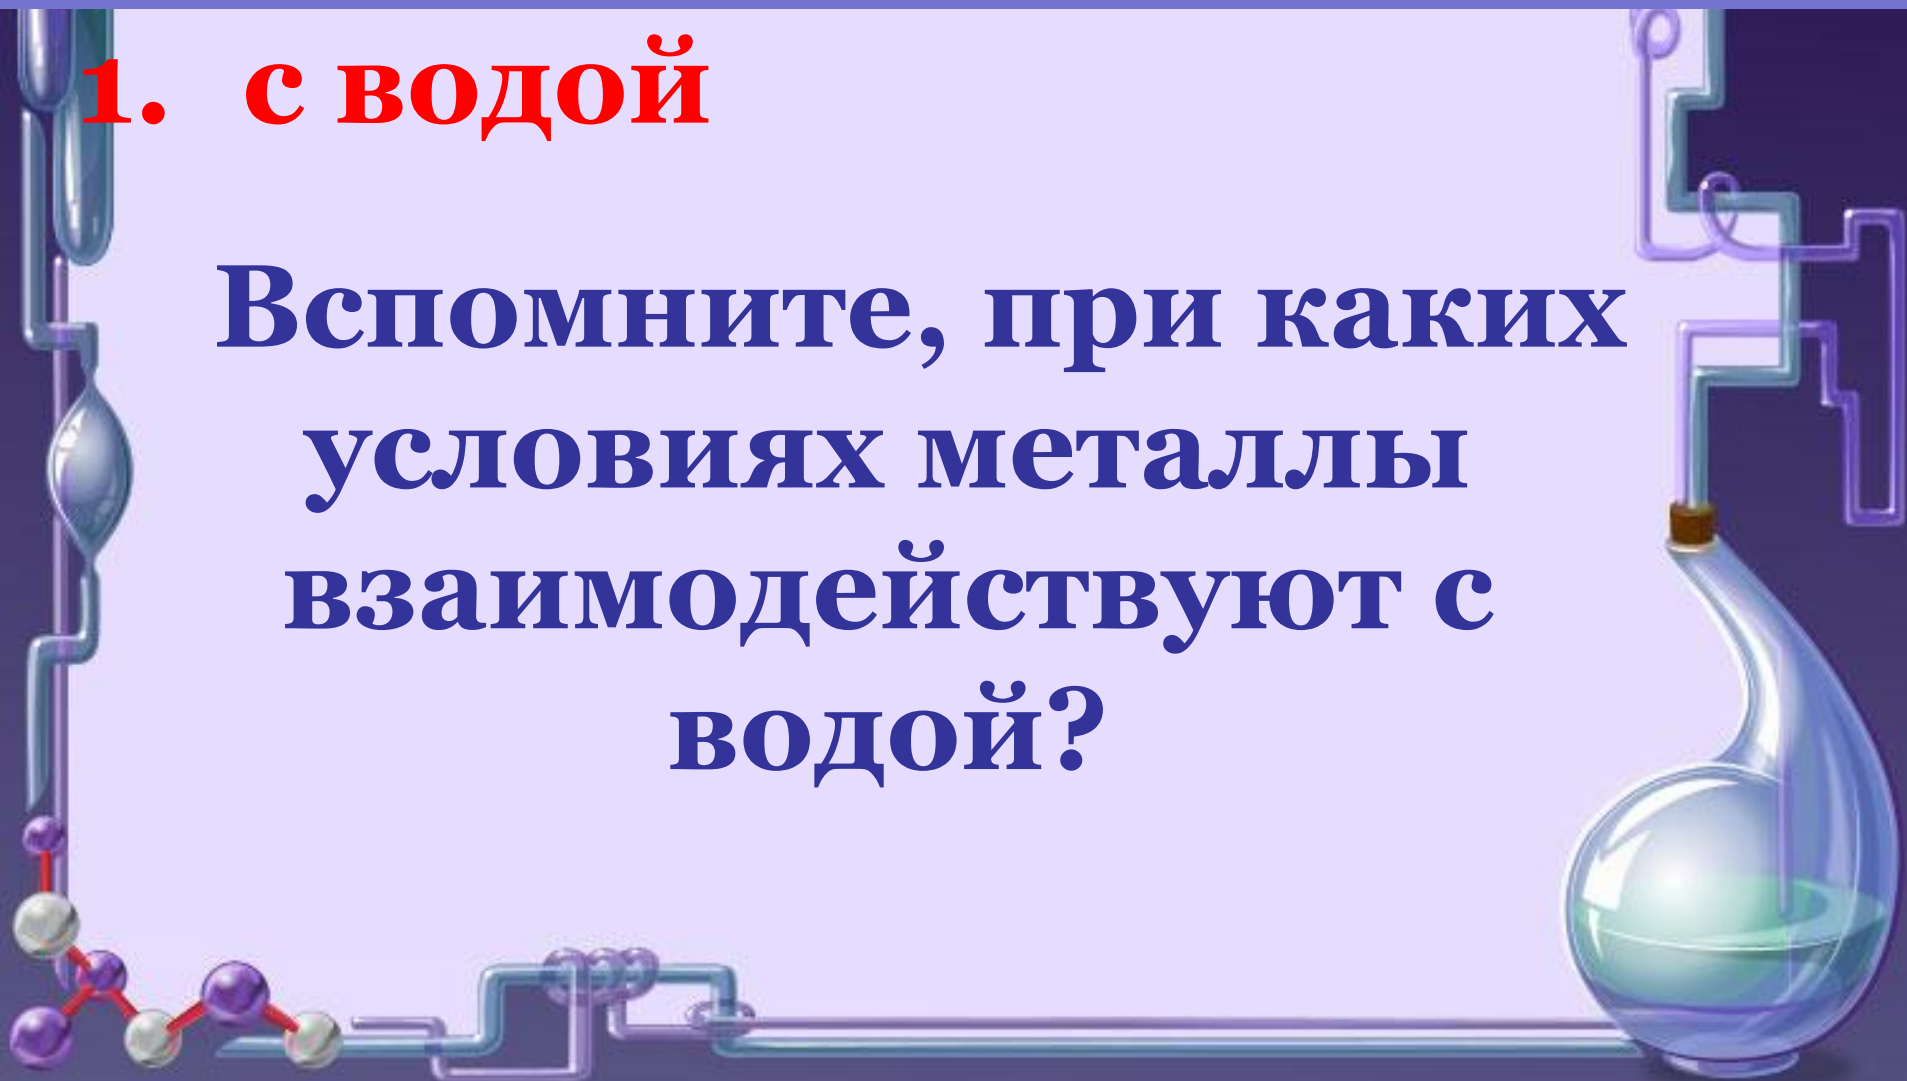 1. с водой
Вспомните, при каких
условиях металлы
взаимодействуют с
водой?